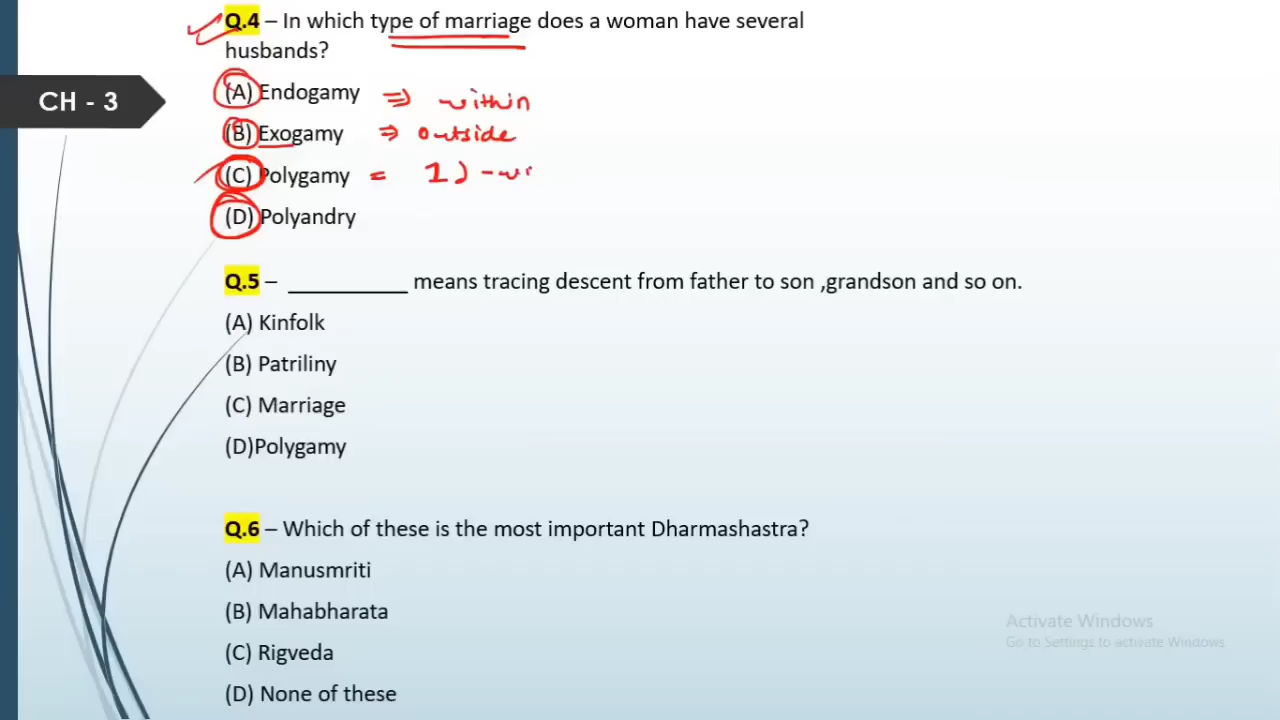 Q.4 – In which type of marriage does a woman have several
husbands?
CH - 3
(A) Endogamy ⇒ within
(B) Exogamy ⇒ outside
(C) Polygamy = 1)
(D) Polyandry
Q.5 – __________ means tracing descent from father to son ,grandson and so on.
(A) Kinfolk
(B) Patriliny
(C) Marriage
(D)Polygamy
Q.6 – Which of these is the most important Dharmashastra?
(A) Manusmriti
(B) Mahabharata
(C) Rigveda
(D) None of these
Activate Windows
Go to Settings to activate Windows.